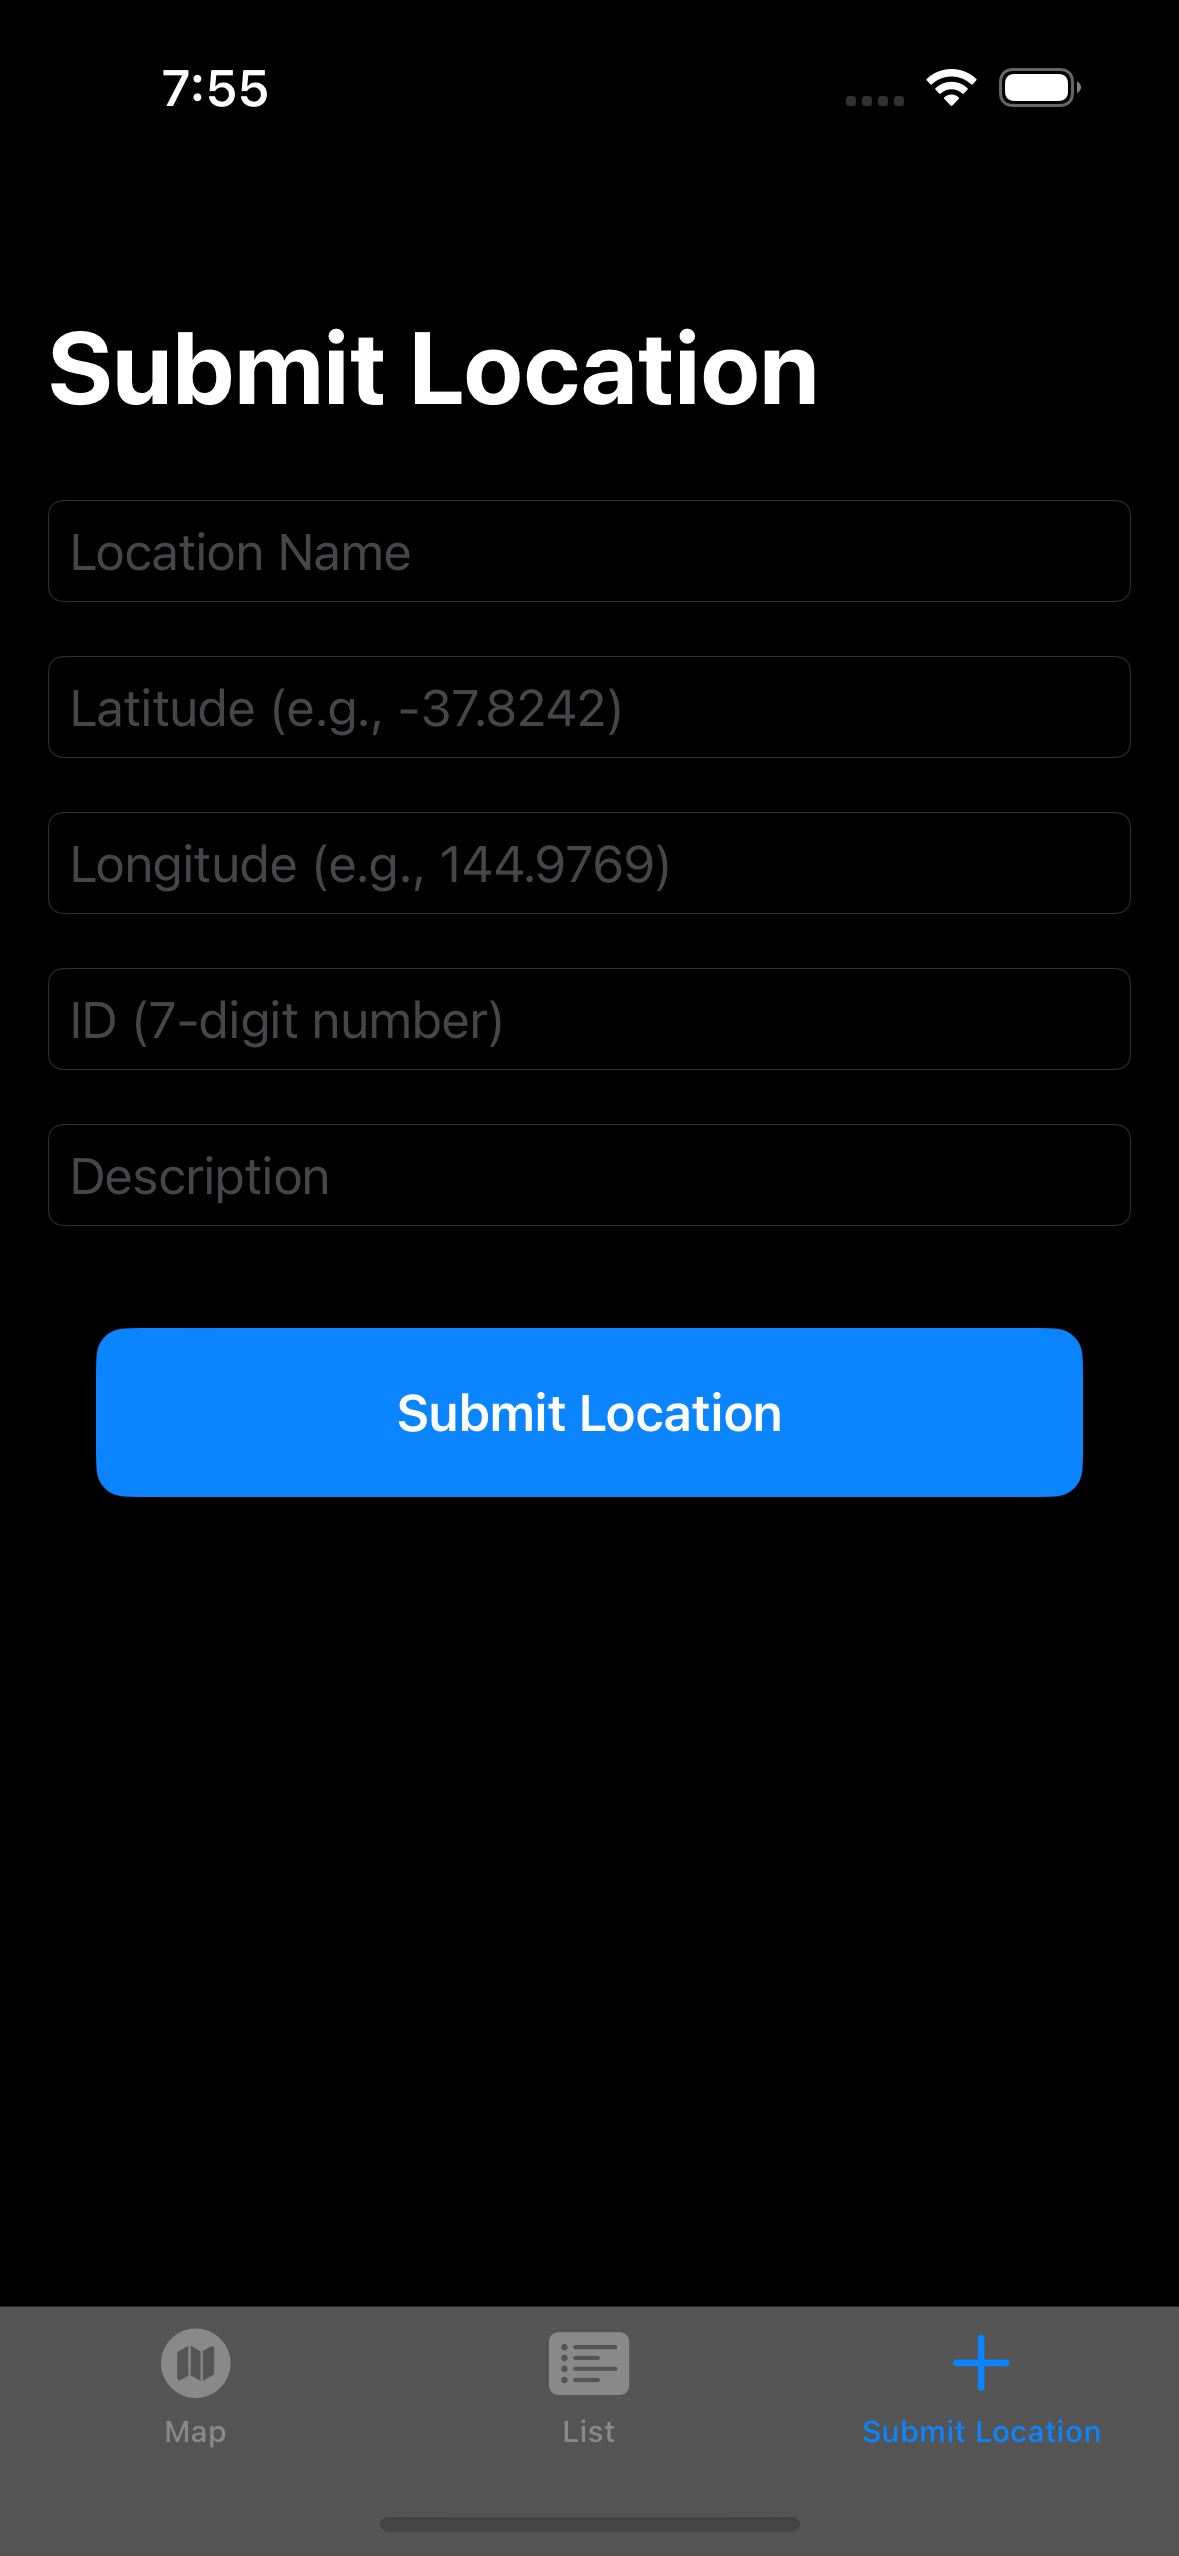 7:55
Submit Location
Location Name
Latitude (e.g., -37.8242)
Longitude (e.g., 144.9769)
ID (7-digit number)
Description
Submit Location
Map
List
Submit Location